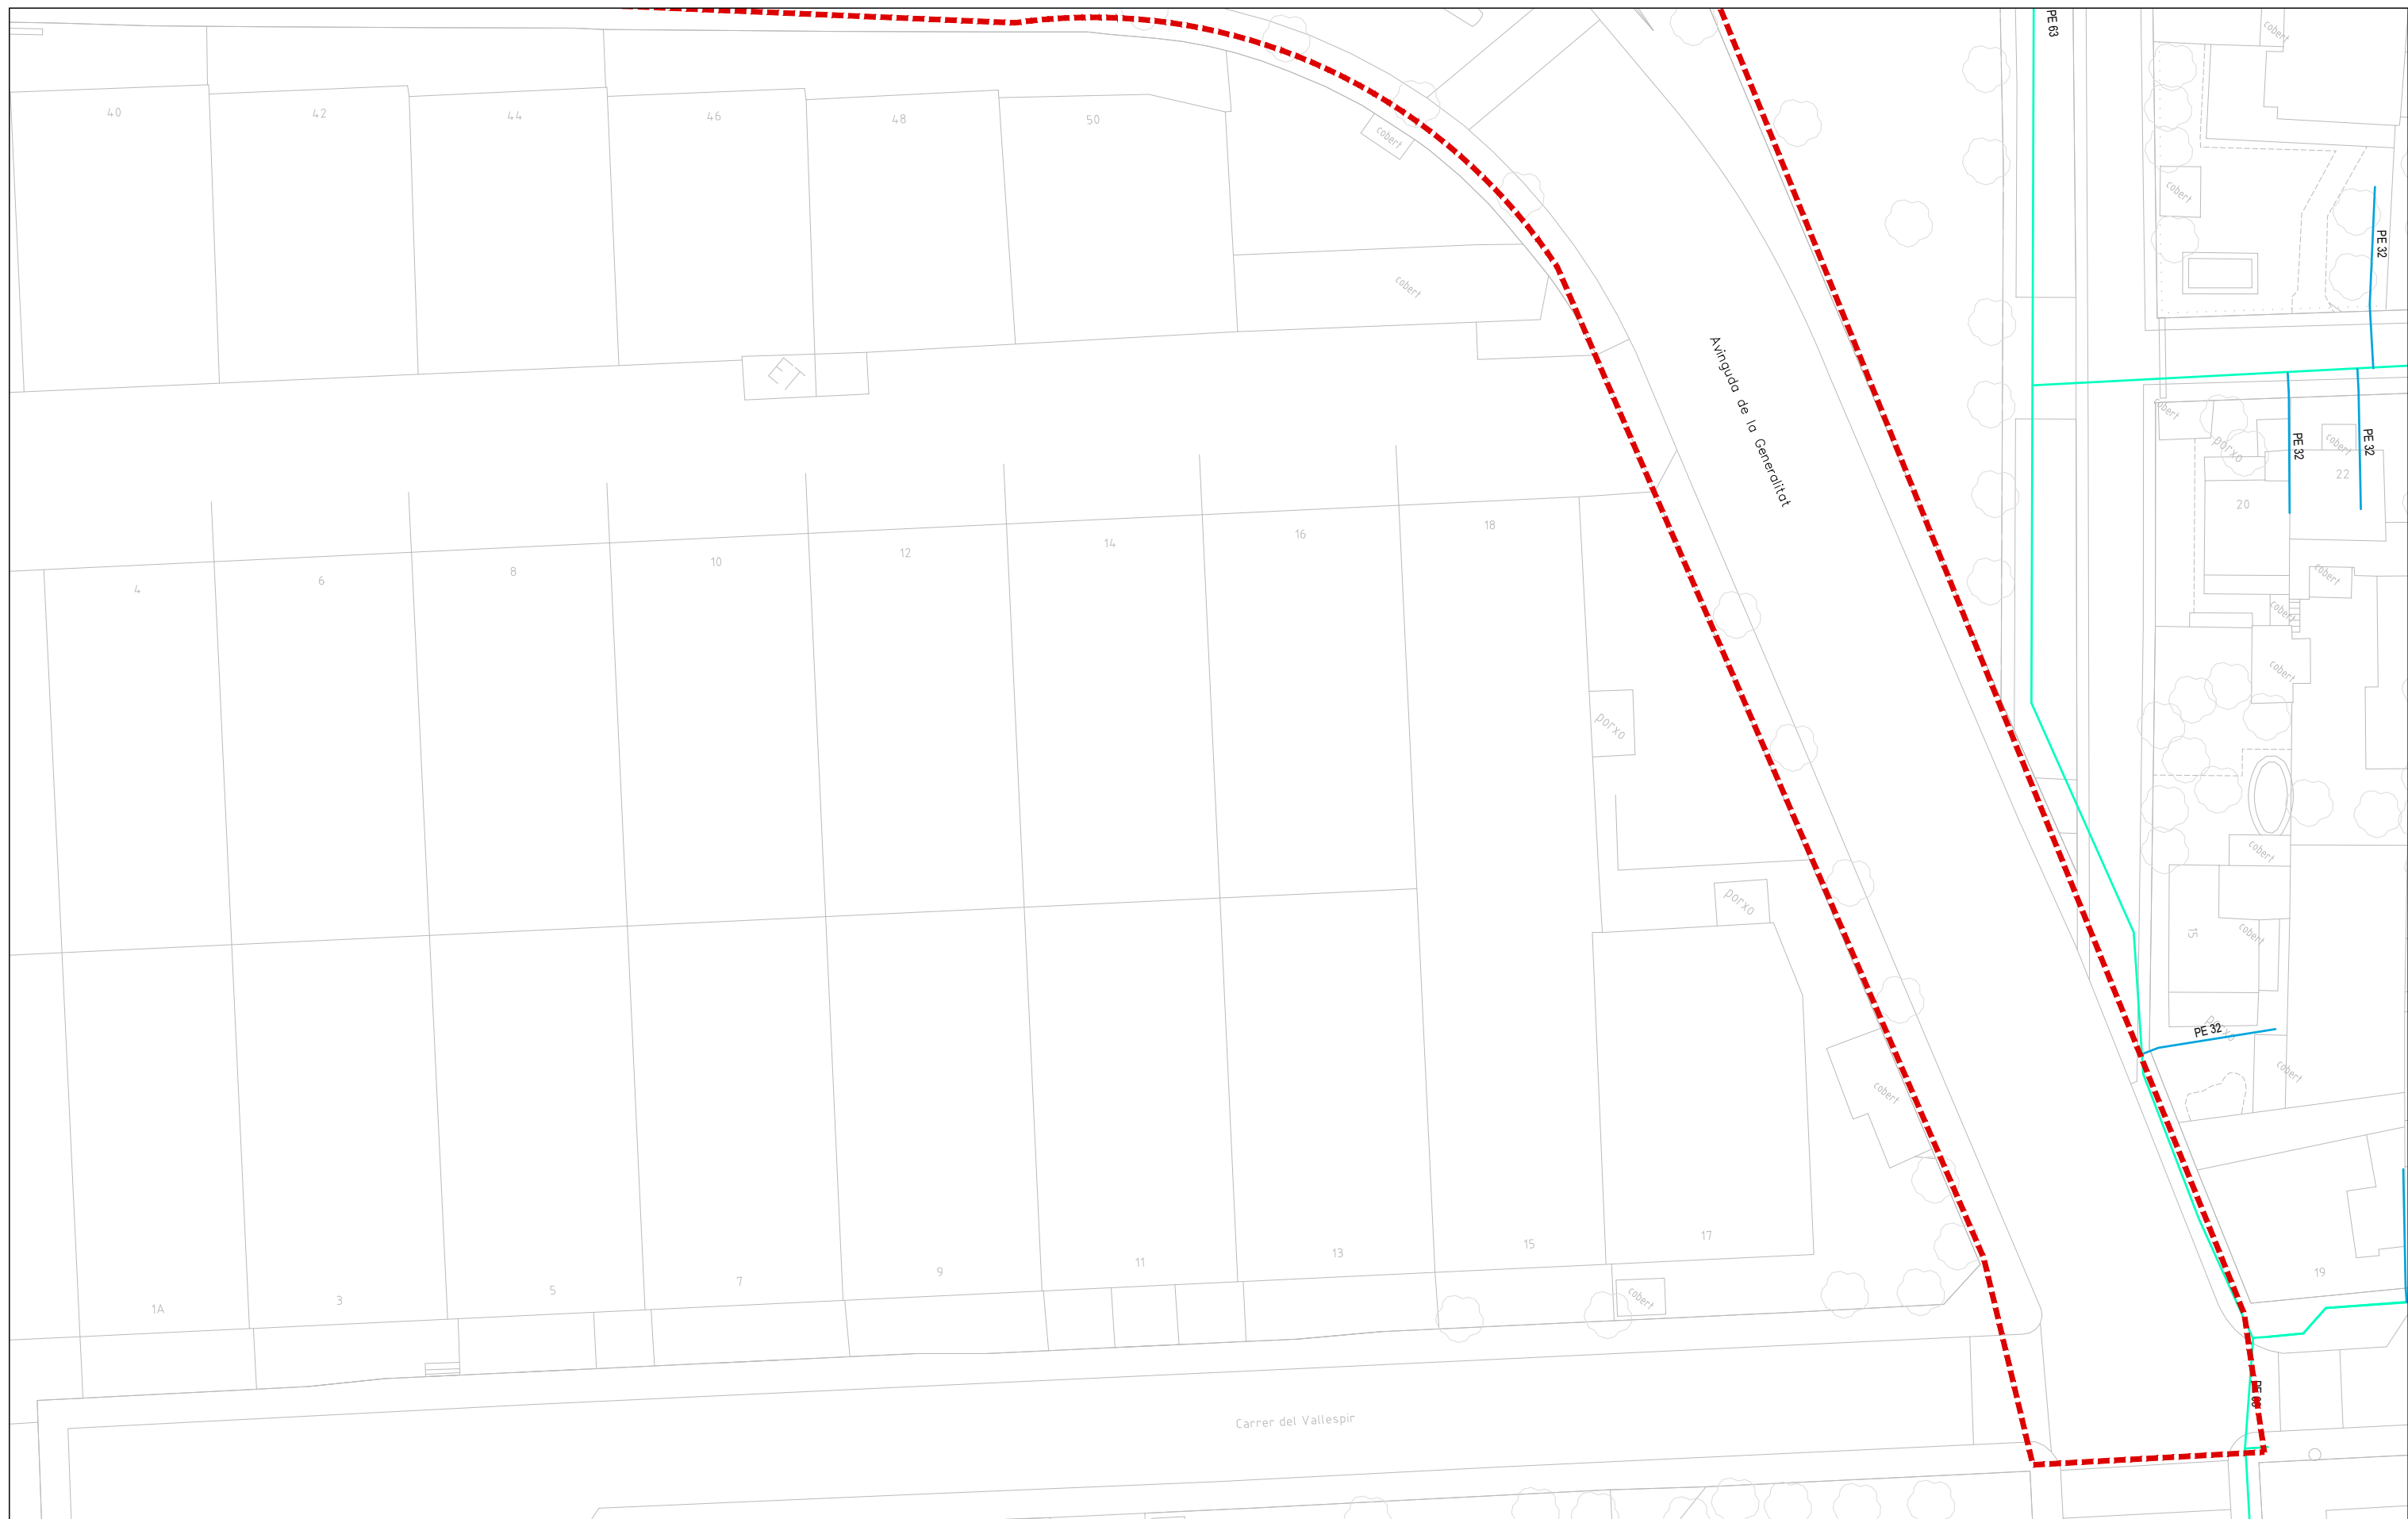 PE 63
cobert
40
42
44
46
48
50
cobert
cobert
PE 32
cobert
ET
Avinguda de la Generalitat
cobert
porxo
PE 32
cobert
PE 32
22
20
4
6
8
10
12
14
16
18
cobert
cobert
cobert
porxo
cobert
porxo
cobert
15
porxo
PE 32
cobert
cobert
1A
3
5
7
9
11
13
15
17
cobert
19
Carrer del Vallespir